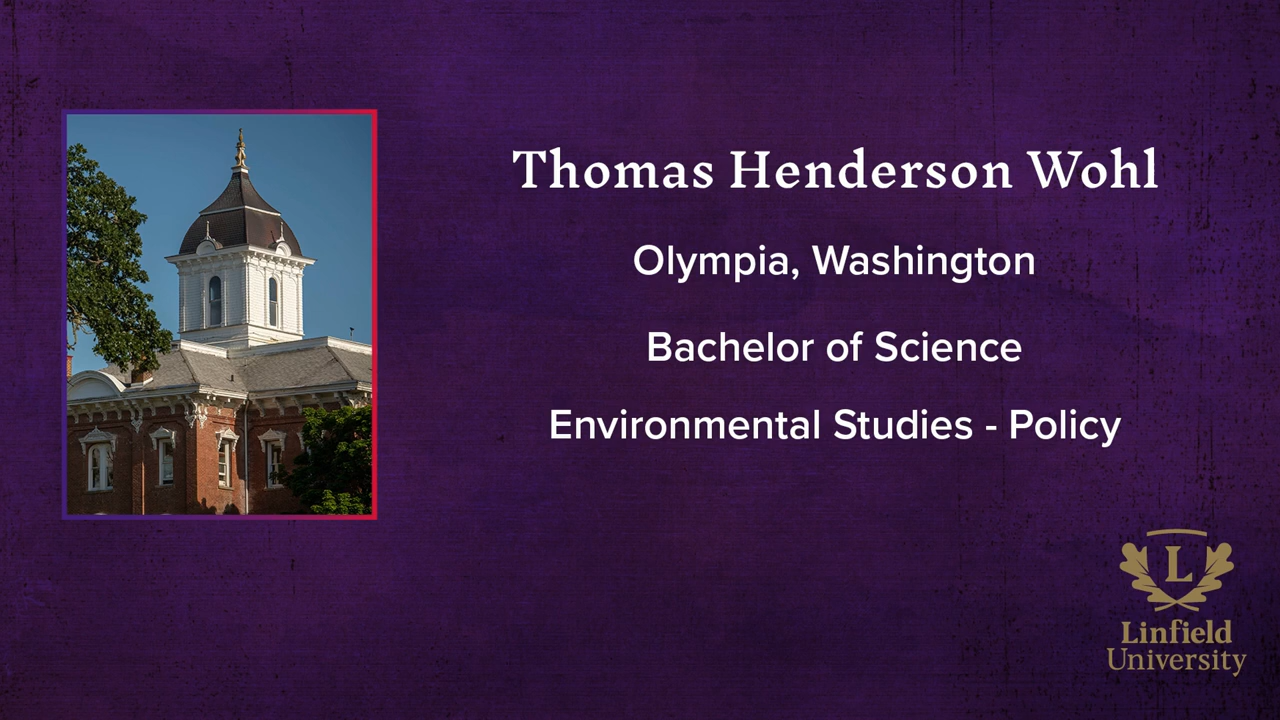 Thomas Henderson Wohl
Olympia, Washington
Bachelor of Science
Environmental Studies - Policy
L
Linfield
University